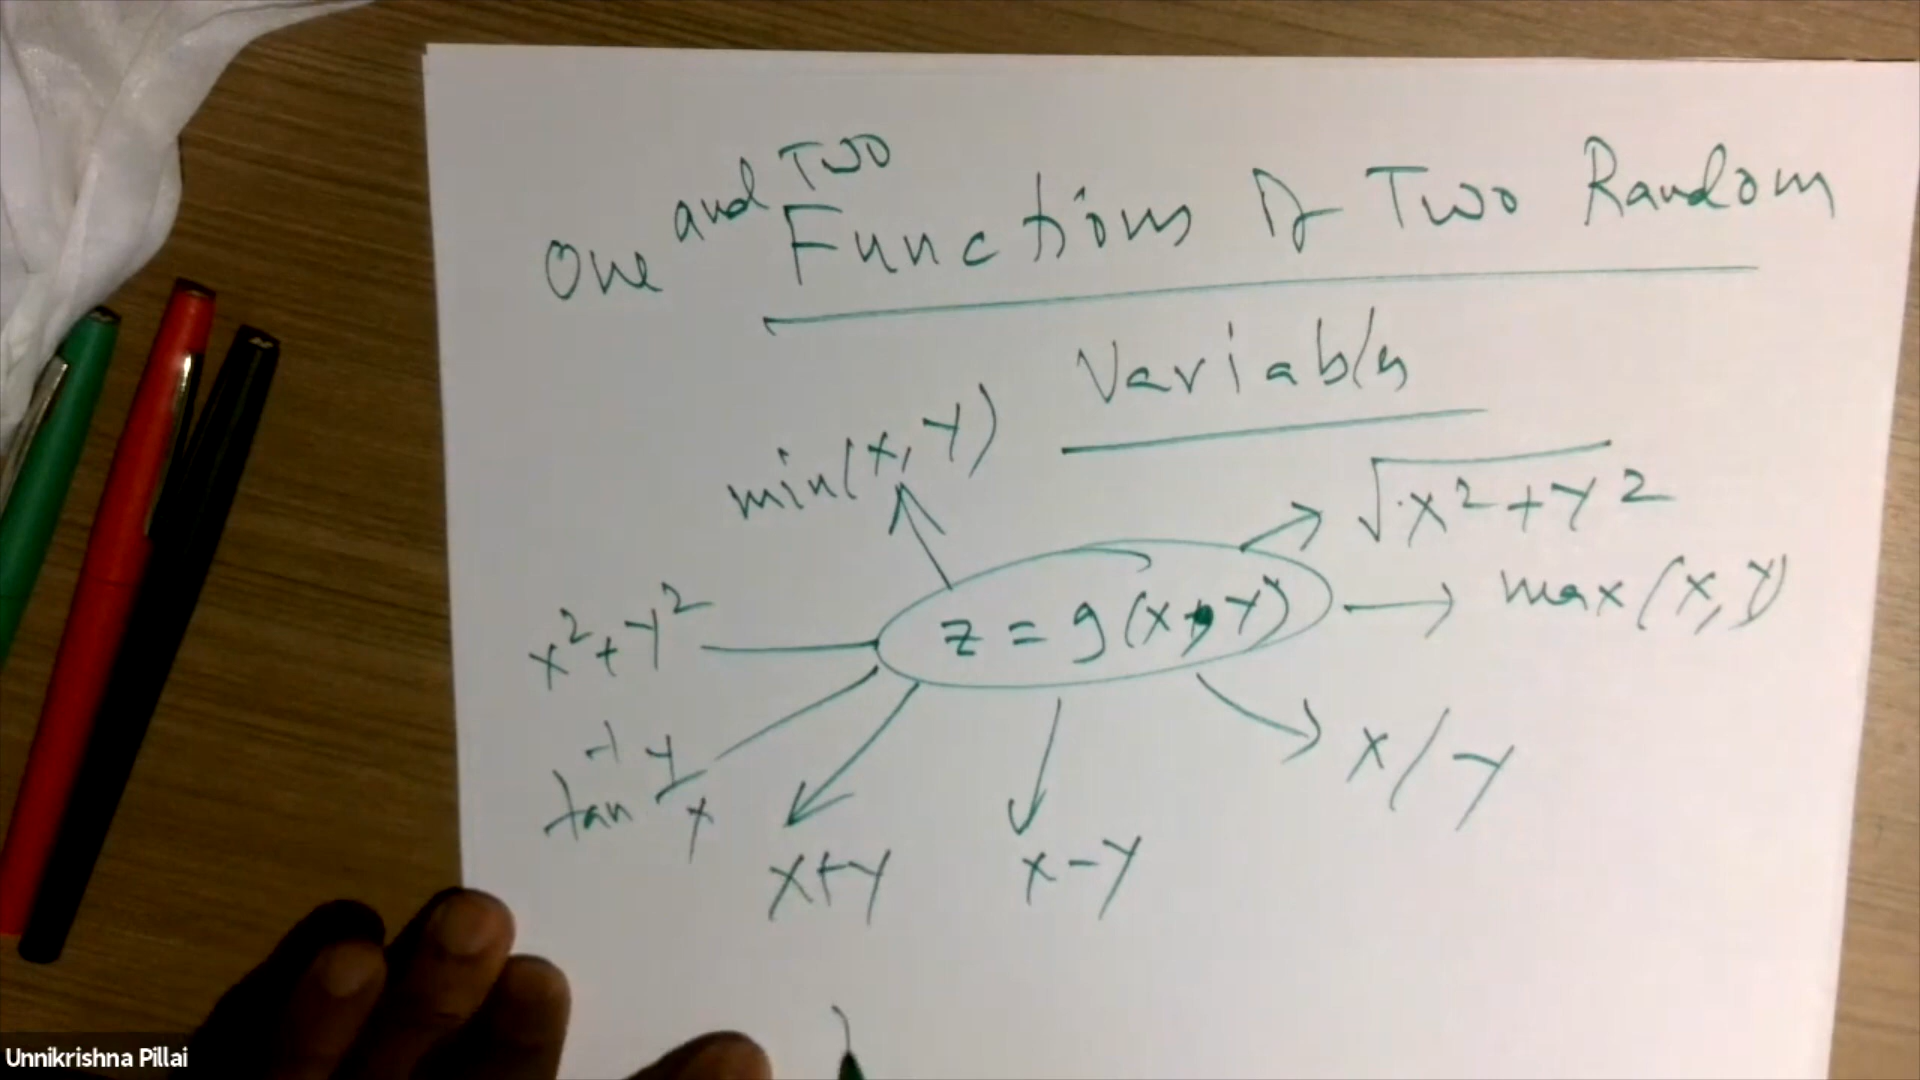 One and Two Functions of Two Random
Variables
min(X, Y)
√X²+Y²
X²+Y²
z = g(X, Y)
max(X, Y)
tan⁻¹ Y/X
X+Y
X-Y
X/Y
Unnikrishna Pillai